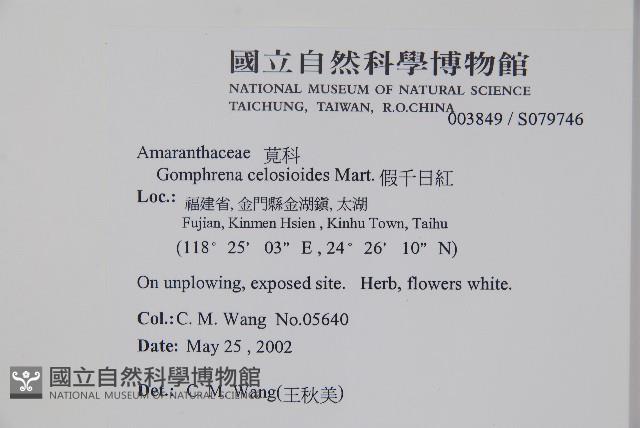 國立自然科學博物館
NATIONAL MUSEUM OF NATURAL SCIENCE
TAICHUNG, TAIWAN, R.O.CHINA
003849 / S079746
Amaranthaceae 莧科
Gomphrena celosioides Mart. 假千日紅
Loc.: 福建省, 金門縣金湖鎮, 太湖
Fujian, Kinmen Hsien , Kinhu Town, Taihu
(118° 25' 03" E , 24° 26' 10" N)
On unplowing, exposed site. Herb, flowers white.
Col.: C. M. Wang No.05640
Date: May 25 , 2002
Det.: C. M. Wang(王秋美)
國立自然科學博物館
NATIONAL MUSEUM OF NATURAL SCIENCE